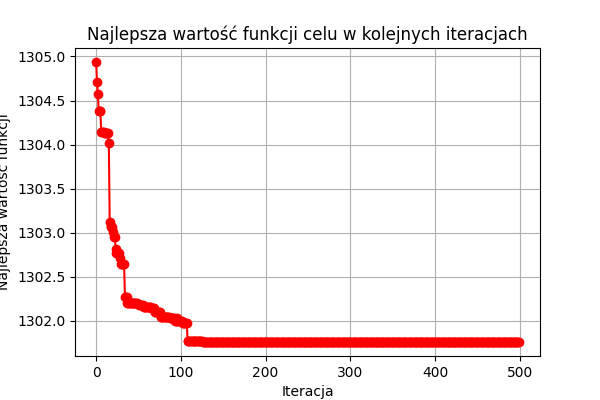 Najlepsza wartość funkcji celu w kolejnych iteracjach
1305.0
1304.5
1304.0
1303.5
1303.0
1302.5
1302.0
Najlepsza wartość funkcji
0 100 200 300 400 500
Iteracja